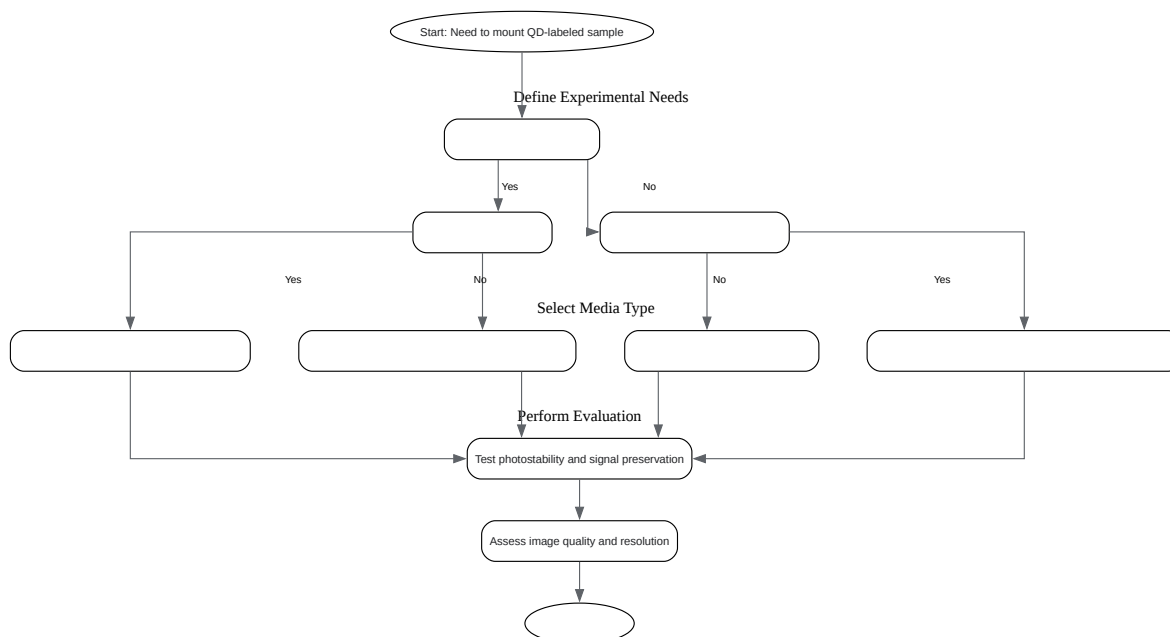 Start: Need to mount QD-labeled sample
Define Experimental Needs
Yes
No
Yes
No
No
Yes
Select Media Type
Perform Evaluation
Test photostability and signal preservation
Assess image quality and resolution